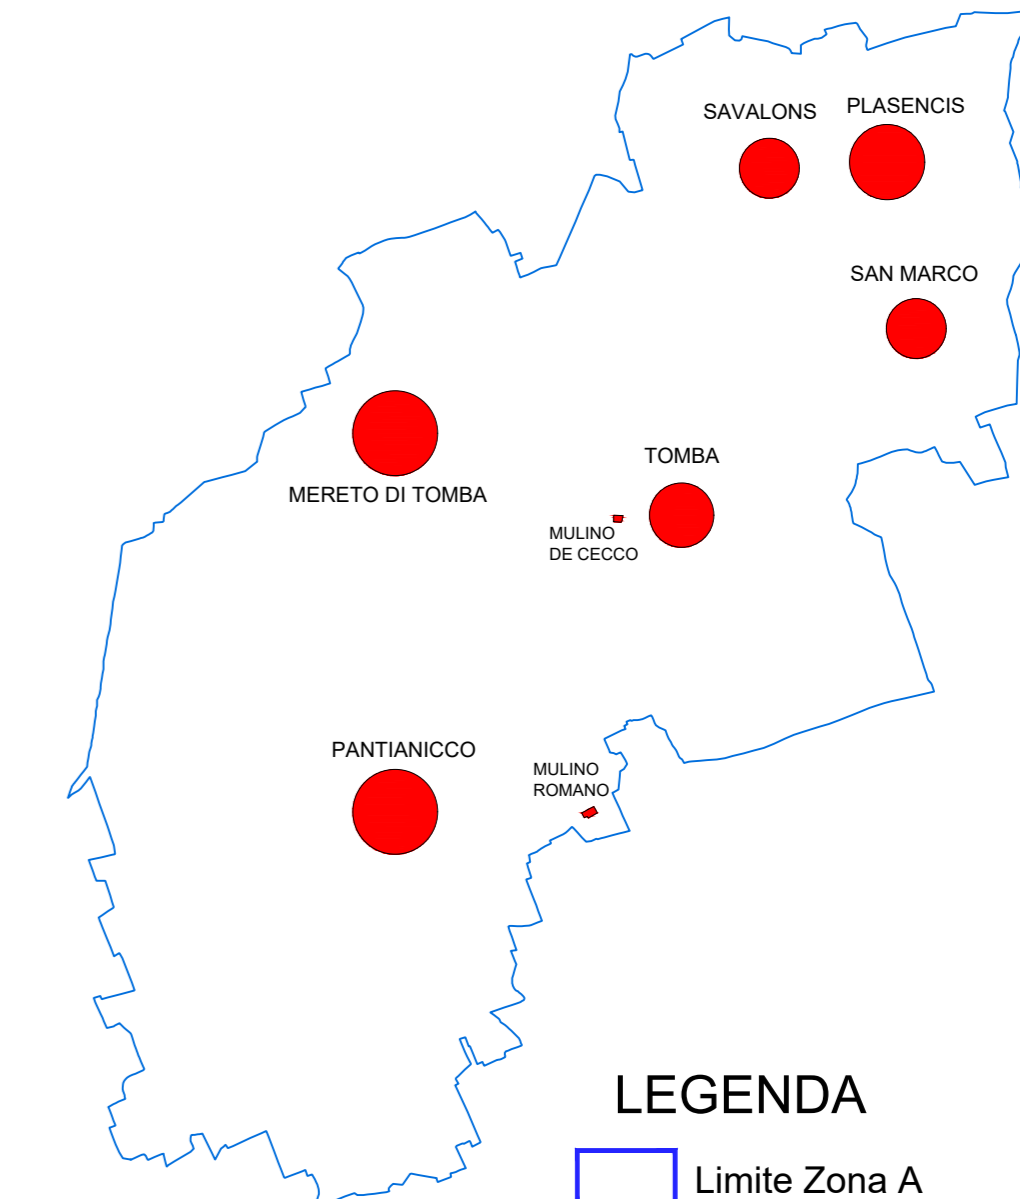 SAVALONS
PLASENCIS
SAN MARCO
TOMBA
MERETO DI TOMBA
MULINO
DE CECCO
PANTIANICCO
MULINO
ROMANO
LEGENDA
Limite Zona A